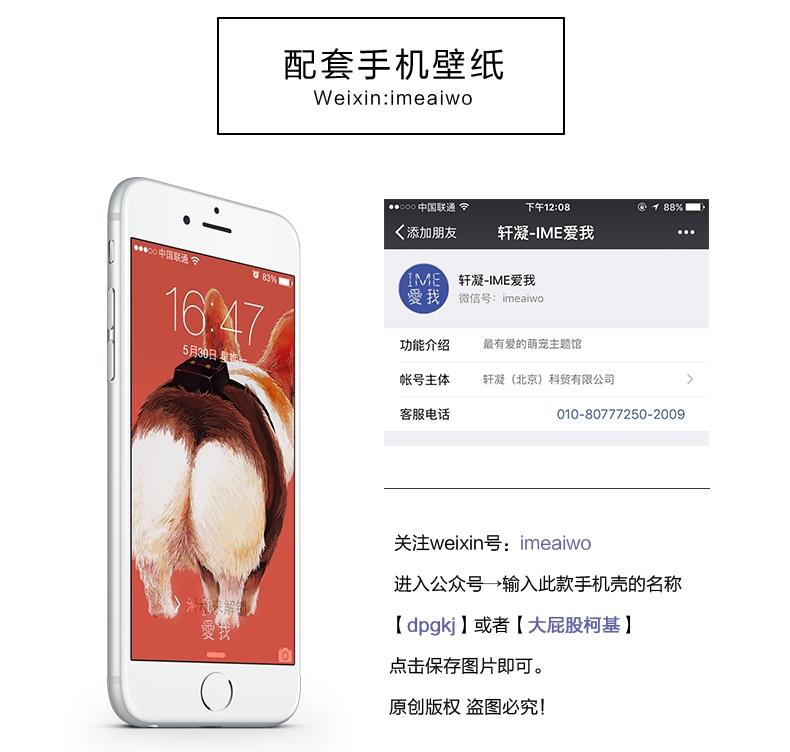 配套手机壁纸
Weixin:imeaiwo
中国联通
83%
16:47
5月30日 星期一
来解锁
愛我
中国联通 下午12:08 88%
添加朋友 轩凝-IME爱我
IME
愛我
轩凝-IME爱我
微信号: imeaiwo
功能介绍 最有爱的萌宠主题馆
帐号主体 轩凝（北京）科贸有限公司
客服电话 010-80777250-2009
关注weixin号：imeaiwo
进入公众号→输入此款手机壳的名称
【dpgkj】或者【大屁股柯基】
点击保存图片即可。
原创版权 盗图必究！